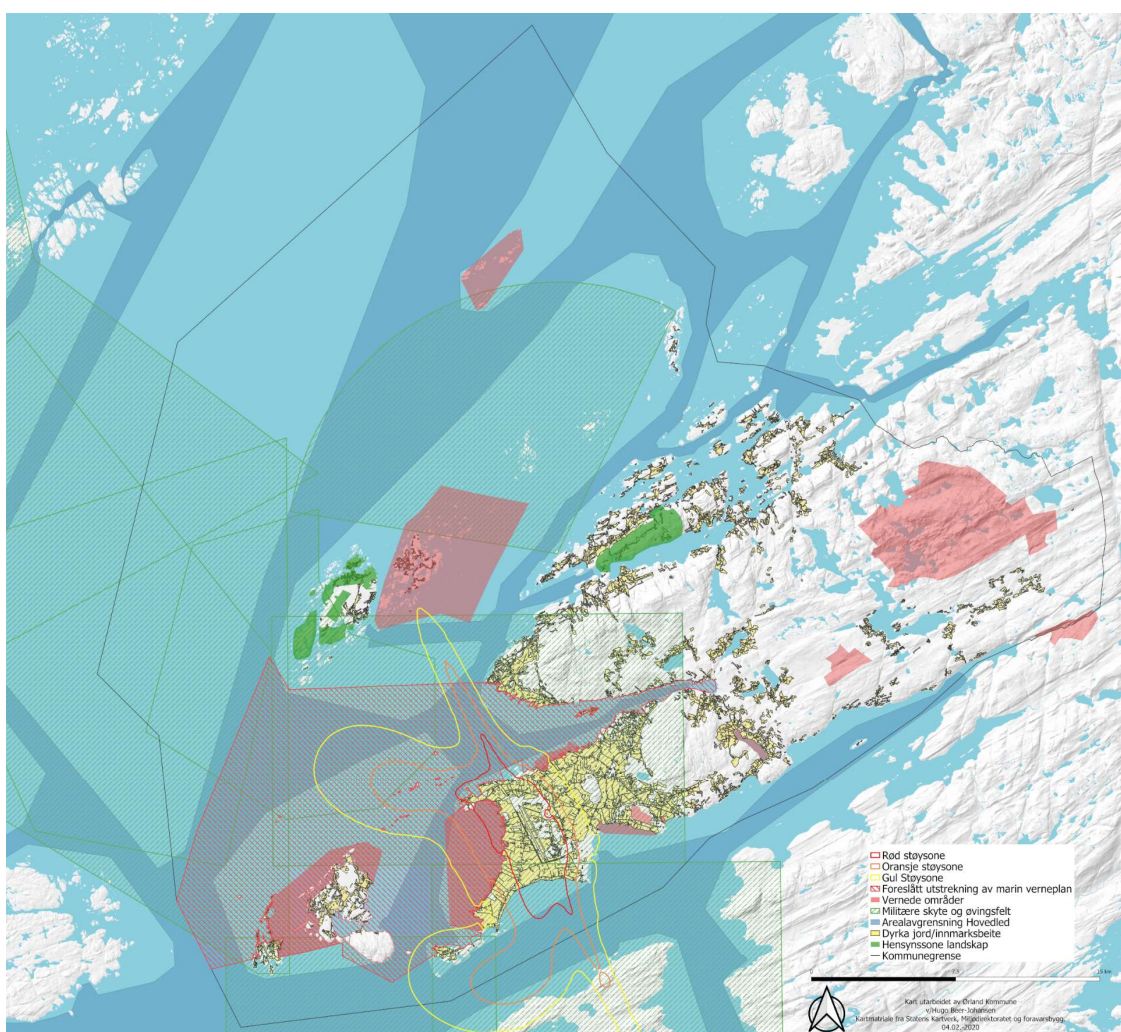 Rød støysone
Oransje støysone
Gul Støysone
Foreslått utstrekning av marin verneplan
Vernede områder
Militære skyte og øvingsfelt
Arealavgrensning Hovedled
Dyrka jord/innmarksbeite
Hensynssone landskap
Kommunegrense
0 7,5 15 km
Kart utarbeidet av Ørland Kommune
v/Hugo Beer-Johansen
Kartmatriale fra Statens Kartverk, Miljødirektoratet og foravarsbygg.
04.02.-2020